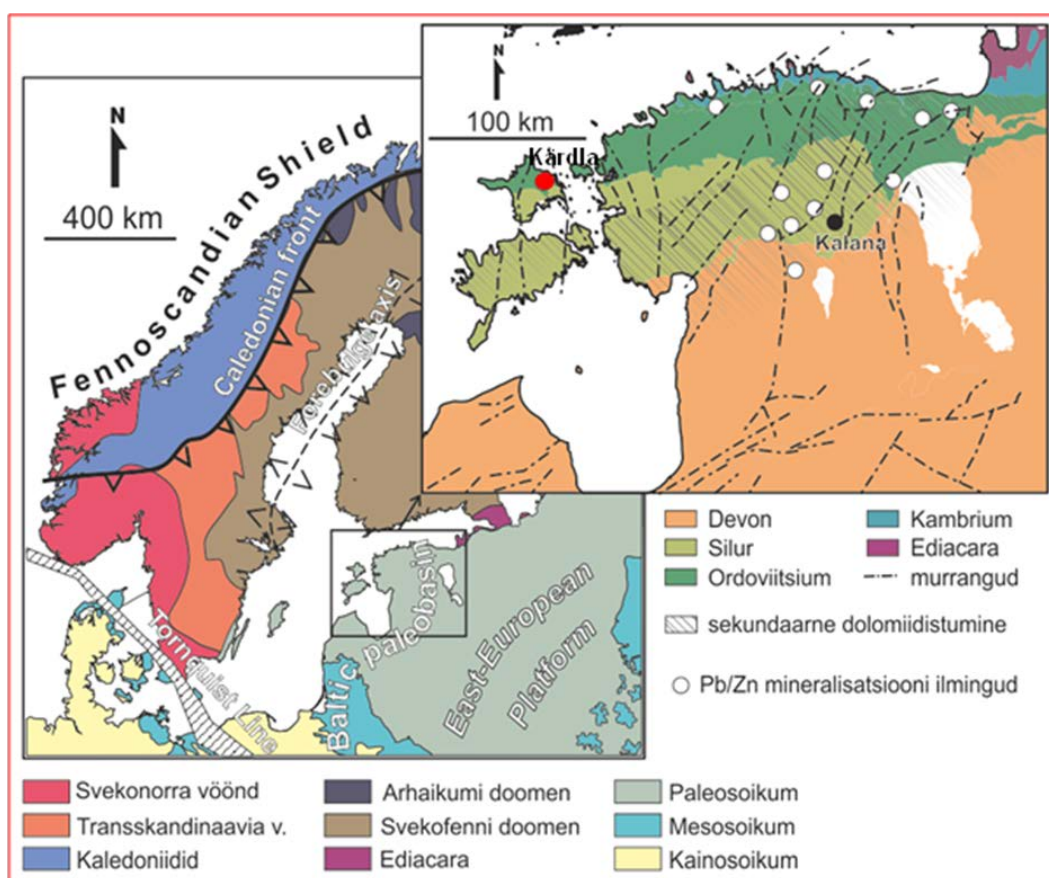 N
400 km
Fennoscandian Shield
Caledonian front
Forebulge axis
Tornquist Line
Baltic
paleobasin
East-European
Platform
N
100 km
Kärdla
Kalana
Devon
Silur
Ordoviitsium
Kambrium
Ediacara
murrangud
sekundaarne dolomiidistumine
Pb/Zn mineralisatsiooni ilmingud
Svekonorra vöönd
Transskandinaavia v.
Kaledoniidid
Arhaikumi doomen
Svekofenni doomen
Ediacara
Paleosoikum
Mesosoikum
Kainosoikum